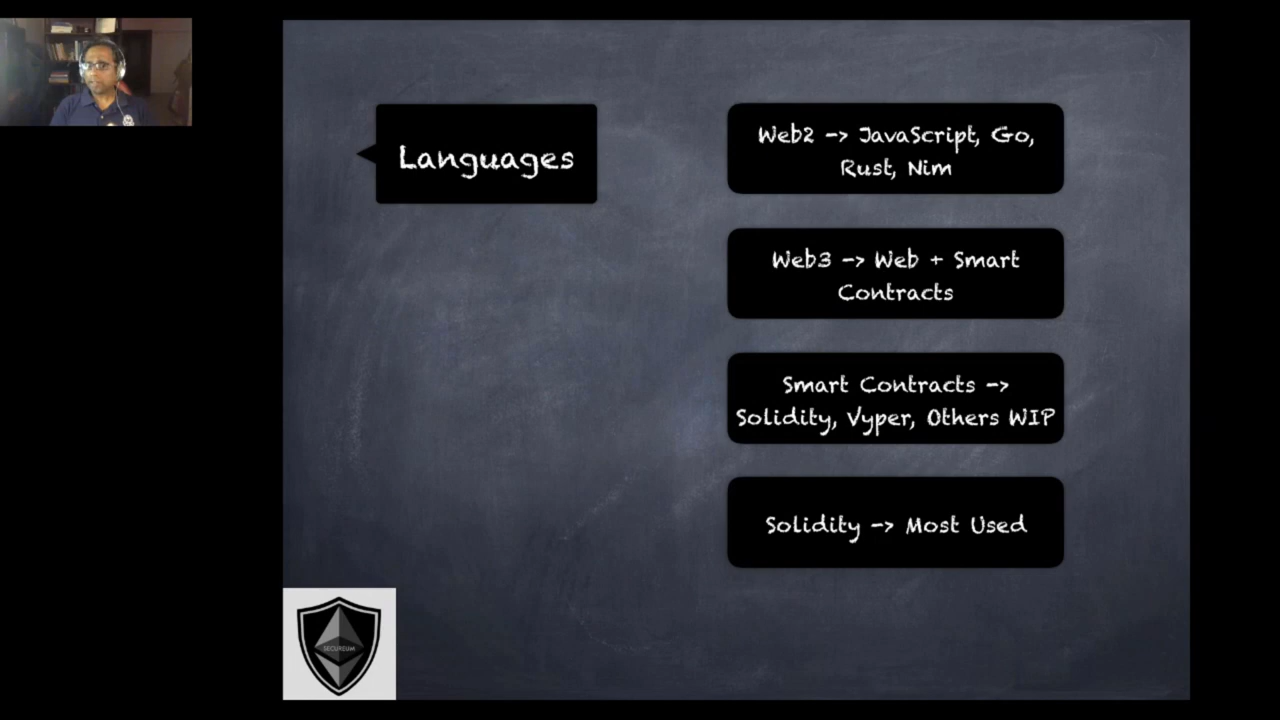 Languages
Web2 -> JavaScript, Go,
Rust, Nim
Web3 -> Web + Smart
Contracts
Smart Contracts ->
Solidity, Vyper, Others WIP
Solidity -> Most Used
SECUREUM